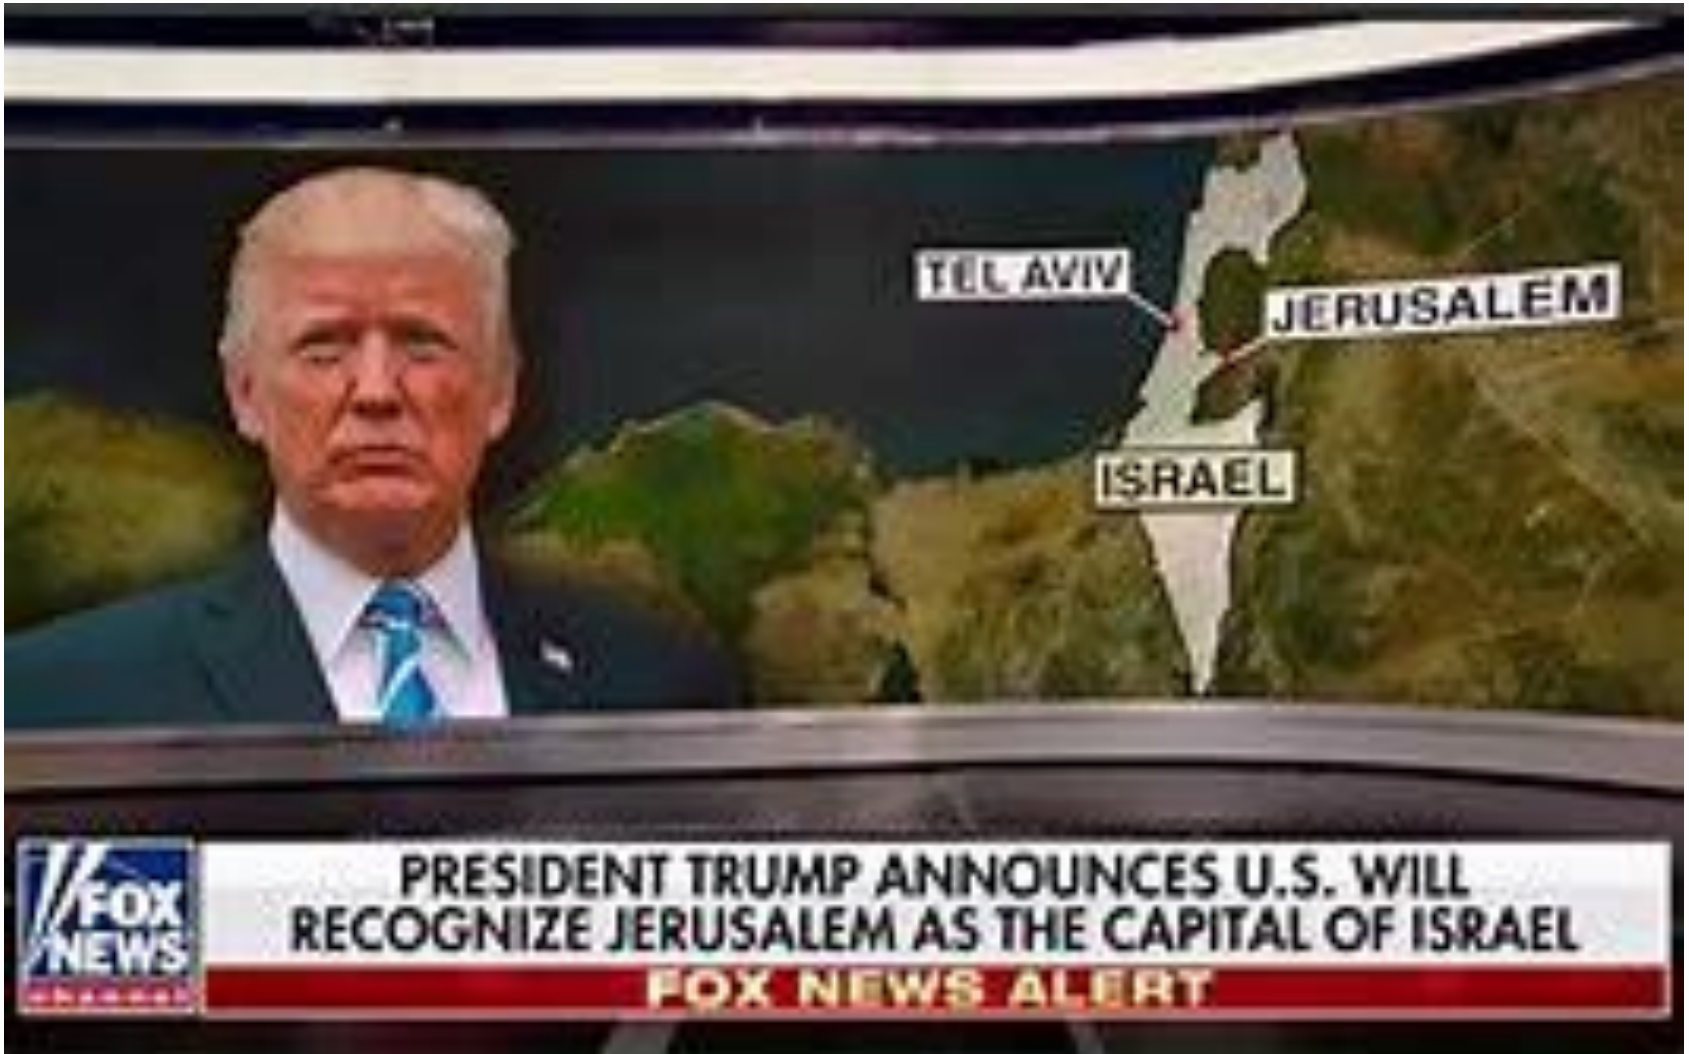 TEL AVIV
JERUSALEM
ISRAEL
FOX
NEWS
channel
PRESIDENT TRUMP ANNOUNCES U.S. WILL
RECOGNIZE JERUSALEM AS THE CAPITAL OF ISRAEL
FOX NEWS ALERT